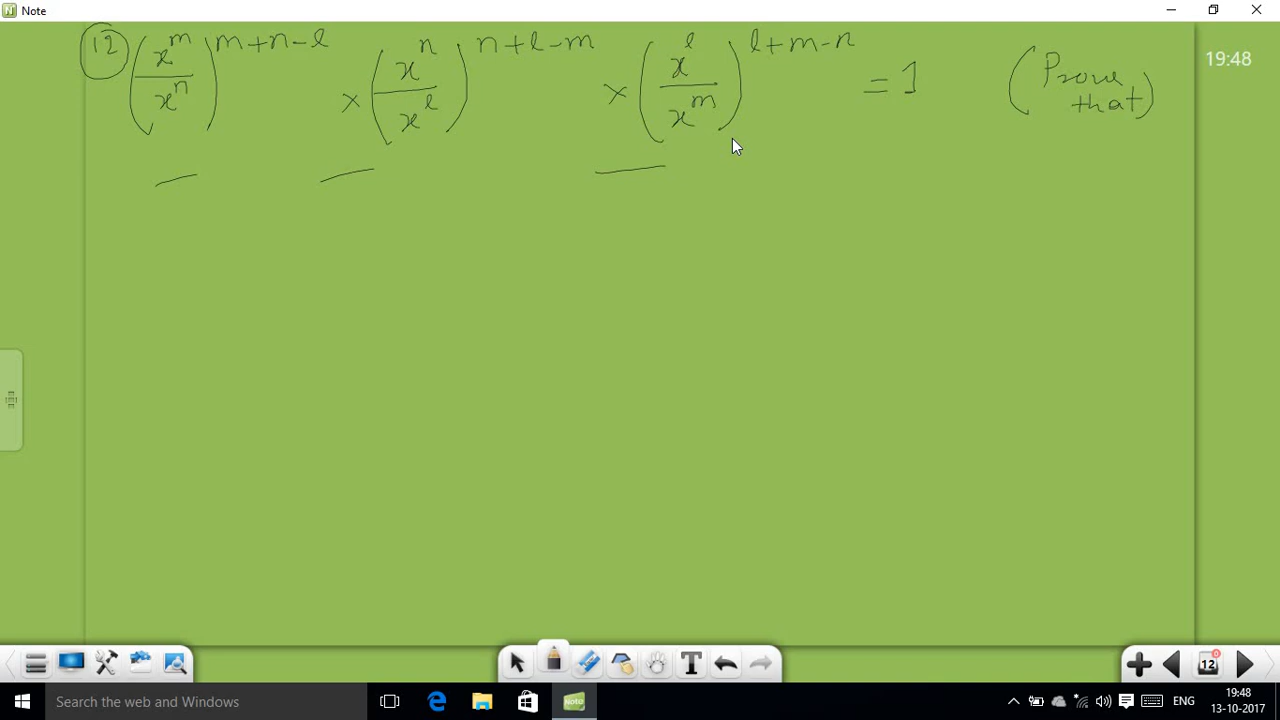 Note
19:48
12 (x^m/x^n)^m+n-l × (x^n/x^l)^n+l-m × (x^l/x^m)^l+m-n = 1 (Prove that)
T
12
Search the web and Windows
ENG
19:48
13-10-2017